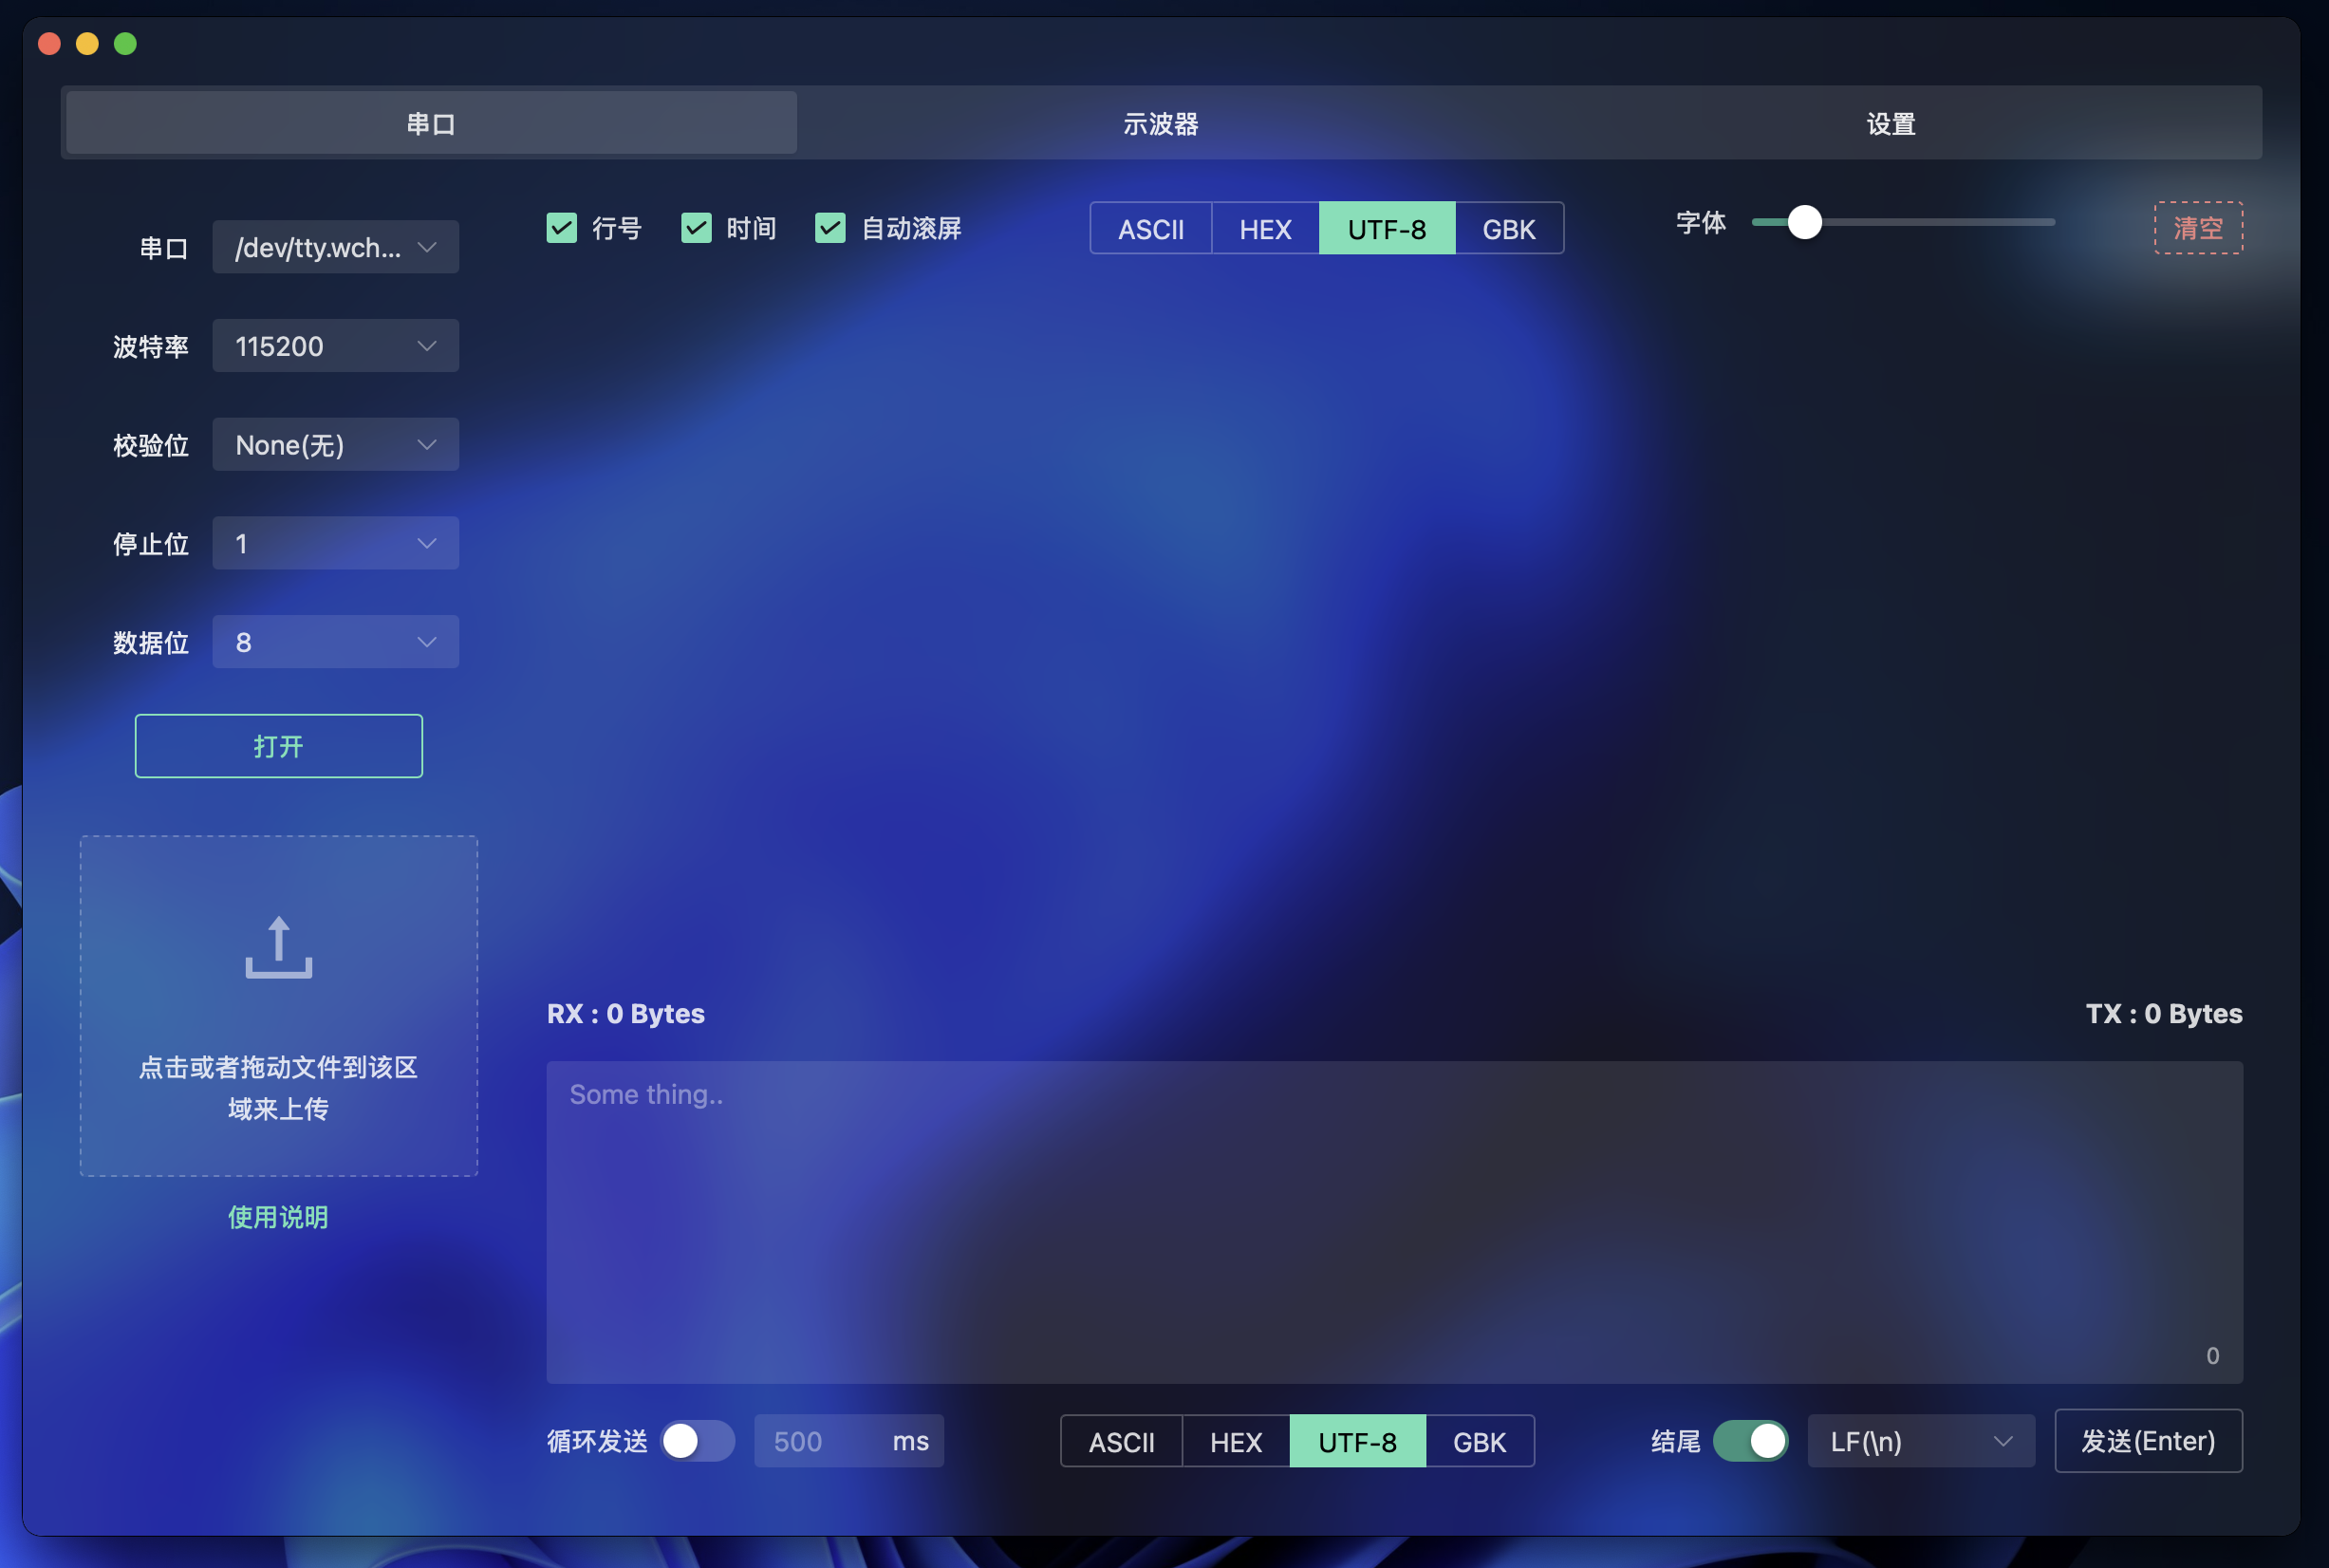 串口
示波器
设置
串口
/dev/tty.wch...
行号
时间
自动滚屏
ASCII
HEX
UTF-8
GBK
字体
清空
波特率
115200
校验位
None(无)
停止位
1
数据位
8
打开
点击或者拖动文件到该区
域来上传
使用说明
RX : 0 Bytes
TX : 0 Bytes
Some thing..
0
循环发送
500
ms
ASCII
HEX
UTF-8
GBK
结尾
LF(\n)
发送(Enter)